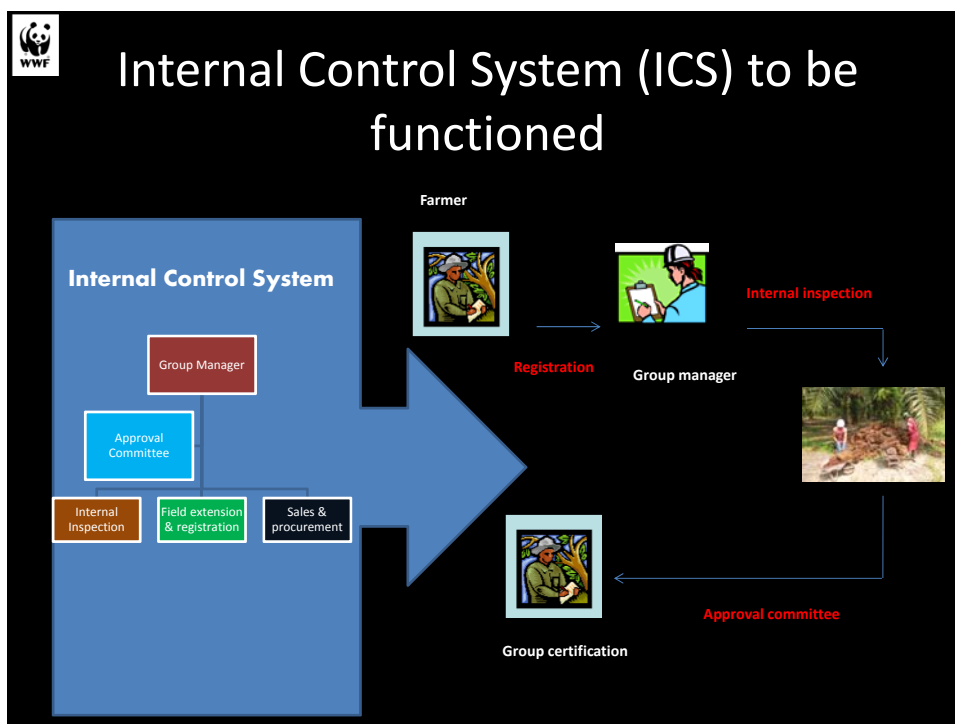 WWF
Internal Control System (ICS) to be
functioned
Internal Control System
Group Manager
Approval
Committee
Internal
Inspection
Field extension
& registration
Sales &
procurement
Farmer
Registration
Group manager
Internal inspection
Approval committee
Group certification